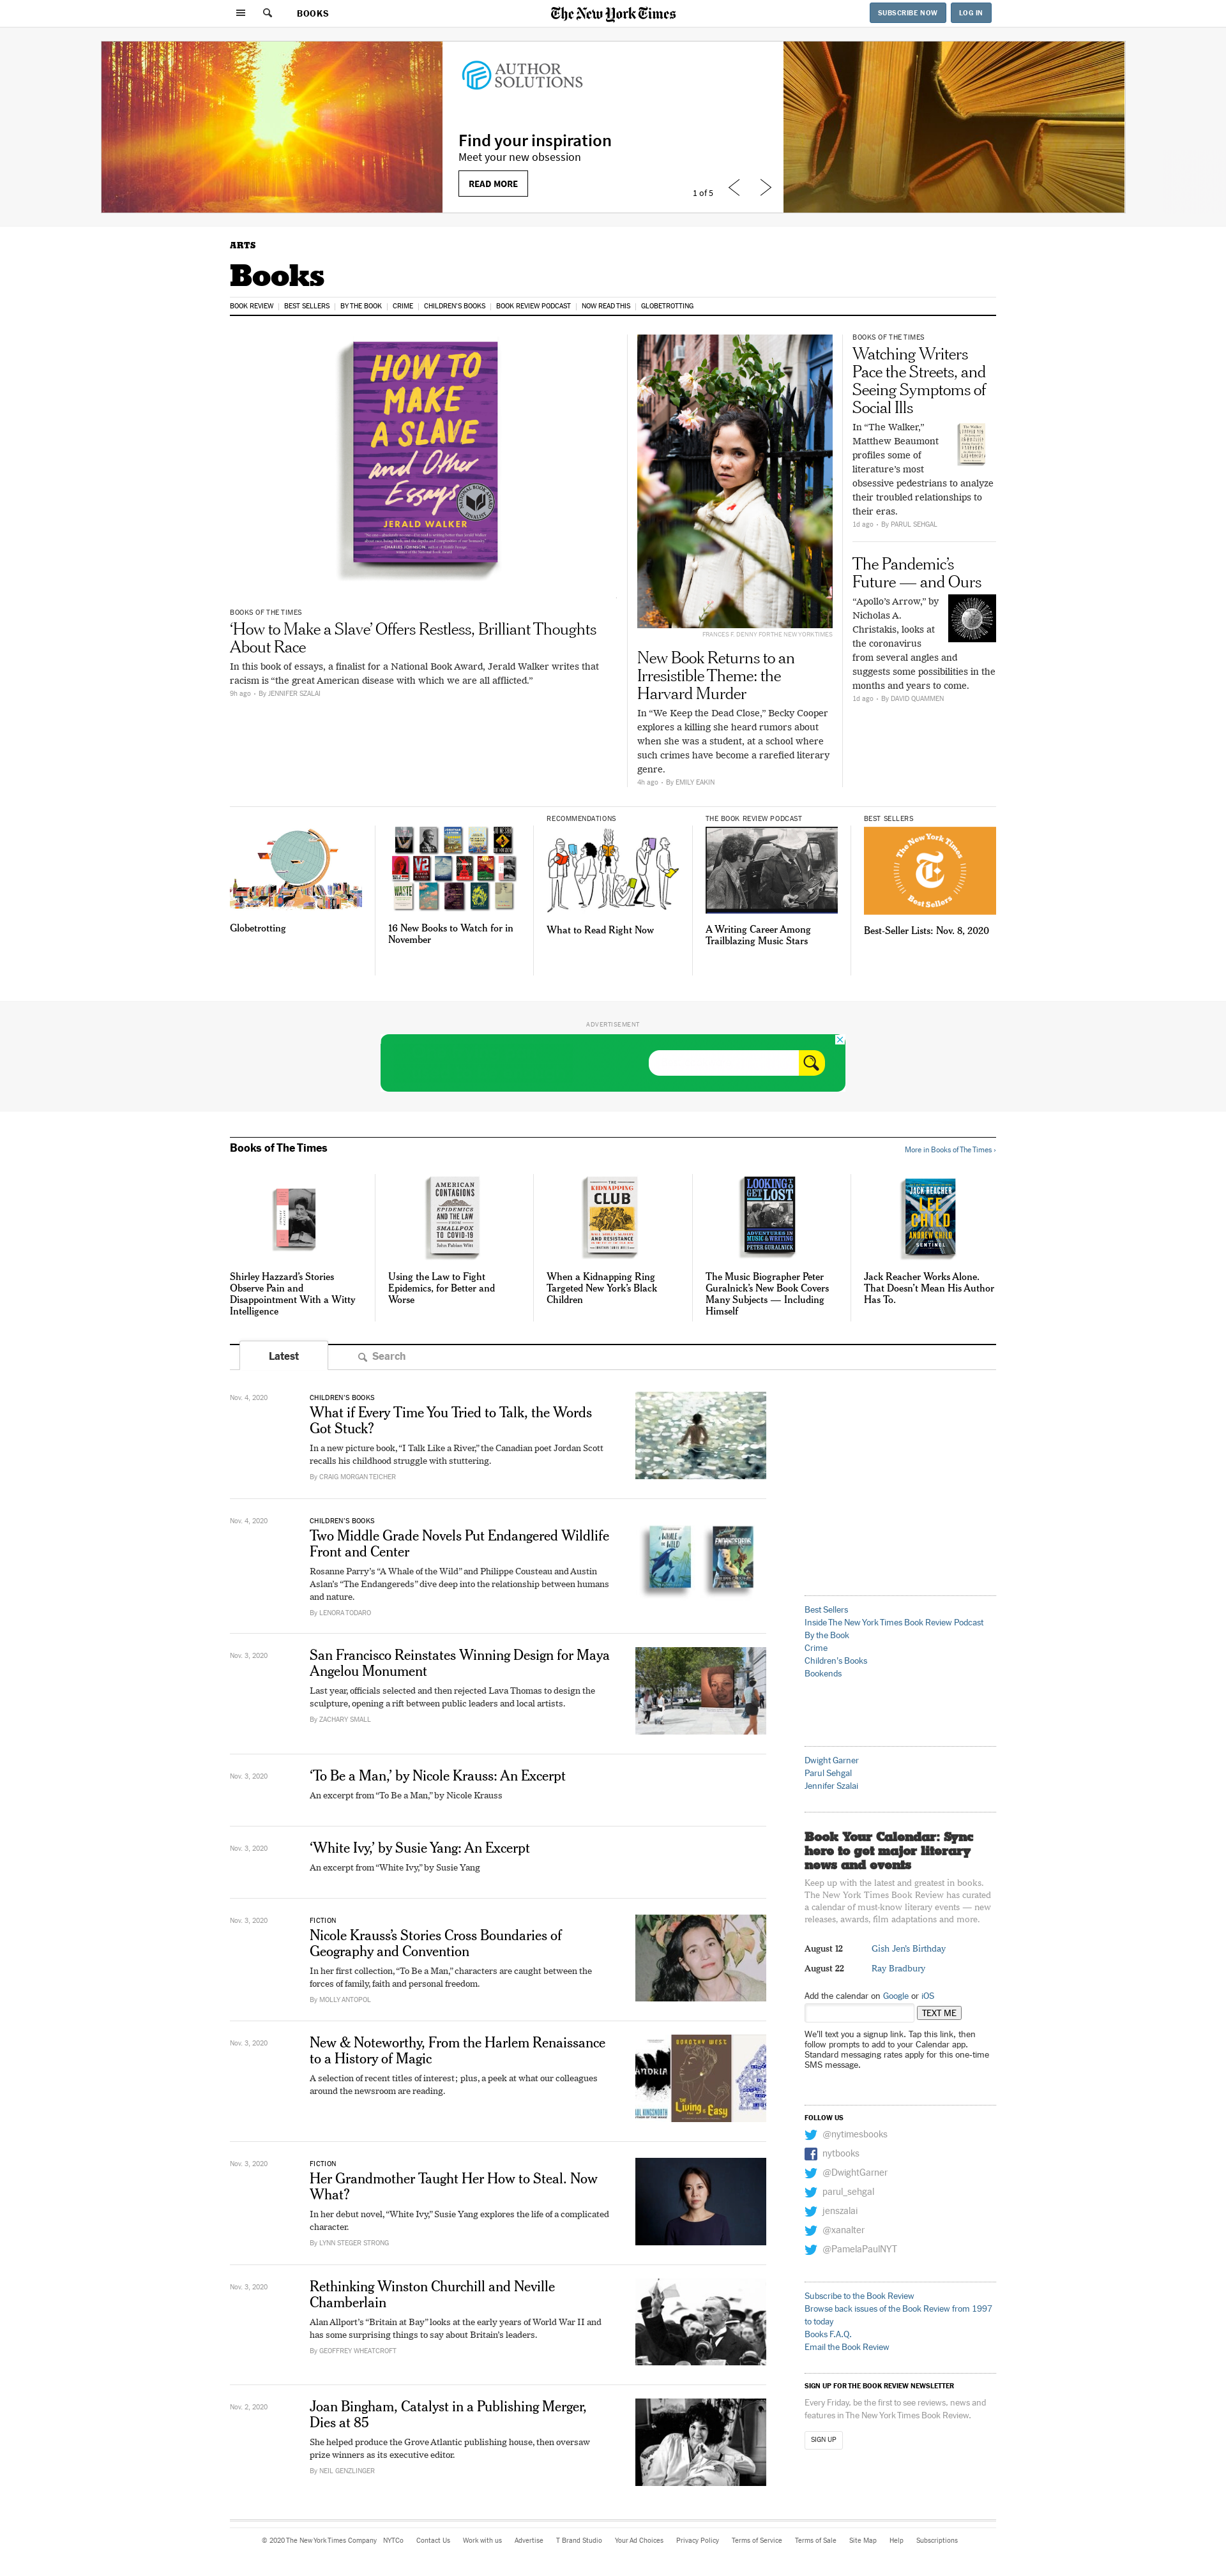 BOOKS
The New York Times
SUBSCRIBE NOW
LOG IN
AUTHOR
SOLUTIONS
Find your inspiration
Meet your new obsession
READ MORE
1 of 5
ARTS
Books
BOOK REVIEW | BEST SELLERS | BY THE BOOK | CRIME | CHILDREN'S BOOKS | BOOK REVIEW PODCAST | NOW READ THIS | GLOBETROTTING
HOW TO
MAKE
A SLAVE
and Other
Essays
JERALD WALKER
BOOKS OF THE TIMES
‘How to Make a Slave’ Offers Restless, Brilliant Thoughts
About Race
In this book of essays, a finalist for a National Book Award, Jerald Walker writes that
racism is “the great American disease with which we are all afflicted.”
9h ago • By JENNIFER SZALAI
FRANCES F. DENNY FOR THE NEW YORK TIMES
New Book Returns to an
Irresistible Theme: the
Harvard Murder
In “We Keep the Dead Close,” Becky Cooper
explores a killing she heard rumors about
when she was a student, at a school where
such crimes have become a rarefied literary
genre.
4h ago • By EMILY EAKIN
BOOKS OF THE TIMES
Watching Writers
Pace the Streets, and
Seeing Symptoms of
Social Ills
In “The Walker,”
Matthew Beaumont
profiles some of
literature’s most
obsessive pedestrians to analyze
their troubled relationships to
their eras.
1d ago • By PARUL SEHGAL
The Pandemic’s
Future — and Ours
“Apollo’s Arrow,” by
Nicholas A.
Christakis, looks at
the coronavirus
from several angles and
suggests some possibilities in the
months and years to come.
1d ago • By DAVID QUAMMEN
Globetrotting
16 New Books to Watch for in
November
RECOMMENDATIONS
What to Read Right Now
THE BOOK REVIEW PODCAST
A Writing Career Among
Trailblazing Music Stars
BEST SELLERS
The New York Times
Best Sellers
Best-Seller Lists: Nov. 8, 2020
ADVERTISEMENT
Books of The Times
More in Books of The Times ›
Shirley Hazzard’s Stories
Observe Pain and
Disappointment With a Witty
Intelligence
AMERICAN
CONTAGIONS
EPIDEMICS
AND THE LAW
FROM
SMALLPOX
TO COVID-19
John Fabian Witt
Using the Law to Fight
Epidemics, for Better and
Worse
THE
KIDNAPPING
CLUB
AND RESISTANCE
When a Kidnapping Ring
Targeted New York’s Black
Children
LOOKING TO
GET LOST
ADVENTURES IN
MUSIC & WRITING
PETER GURALNICK
The Music Biographer Peter
Guralnick’s New Book Covers
Many Subjects — Including
Himself
JACK REACHER
LEE
CHILD
ANDREW CHILD
SENTINEL
Jack Reacher Works Alone.
That Doesn’t Mean His Author
Has To.
Latest
Search
Nov. 4, 2020
CHILDREN’S BOOKS
What if Every Time You Tried to Talk, the Words
Got Stuck?
In a new picture book, “I Talk Like a River,” the Canadian poet Jordan Scott
recalls his childhood struggle with stuttering.
By CRAIG MORGAN TEICHER
Nov. 4, 2020
CHILDREN’S BOOKS
Two Middle Grade Novels Put Endangered Wildlife
Front and Center
Rosanne Parry’s “A Whale of the Wild” and Philippe Cousteau and Austin
Aslan’s “The Endangereds” dive deep into the relationship between humans
and nature.
By LENORA TODARO
Nov. 3, 2020
San Francisco Reinstates Winning Design for Maya
Angelou Monument
Last year, officials selected and then rejected Lava Thomas to design the
sculpture, opening a rift between public leaders and local artists.
By ZACHARY SMALL
Nov. 3, 2020
‘To Be a Man,’ by Nicole Krauss: An Excerpt
An excerpt from “To Be a Man,” by Nicole Krauss
Nov. 3, 2020
‘White Ivy,’ by Susie Yang: An Excerpt
An excerpt from “White Ivy,” by Susie Yang
Nov. 3, 2020
FICTION
Nicole Krauss’s Stories Cross Boundaries of
Geography and Convention
In her first collection, “To Be a Man,” characters are caught between the
forces of family, faith and personal freedom.
By MOLLY ANTOPOL
Nov. 3, 2020
New & Noteworthy, From the Harlem Renaissance
to a History of Magic
A selection of recent titles of interest; plus, a peek at what our colleagues
around the newsroom are reading.
DOROTHY WEST
The
Living is Easy
Nov. 3, 2020
FICTION
Her Grandmother Taught Her How to Steal. Now
What?
In her debut novel, “White Ivy,” Susie Yang explores the life of a complicated
character.
By LYNN STEGER STRONG
Nov. 3, 2020
Rethinking Winston Churchill and Neville
Chamberlain
Alan Allport’s “Britain at Bay” looks at the early years of World War II and
has some surprising things to say about Britain’s leaders.
By GEOFFREY WHEATCROFT
Nov. 2, 2020
Joan Bingham, Catalyst in a Publishing Merger,
Dies at 85
She helped produce the Grove Atlantic publishing house, then oversaw
prize winners as its executive editor.
By NEIL GENZLINGER
Best Sellers
Inside The New York Times Book Review Podcast
By the Book
Crime
Children's Books
Bookends
Dwight Garner
Parul Sehgal
Jennifer Szalai
Book Your Calendar: Sync
here to get major literary
news and events
Keep up with the latest and greatest in books.
The New York Times Book Review has curated
a calendar of must-know literary events — new
releases, awards, film adaptations and more.
August 12 Gish Jen's Birthday
August 22 Ray Bradbury
Add the calendar on Google or iOS
TEXT ME
We'll text you a signup link. Tap this link, then
follow prompts to add to your Calendar app.
Standard messaging rates apply for this one-time
SMS message.
FOLLOW US
@nytimesbooks
nytbooks
@DwightGarner
parul_sehgal
jenszalai
@xanalter
@PamelaPaulNYT
Subscribe to the Book Review
Browse back issues of the Book Review from 1997
to today
Books F.A.Q.
Email the Book Review
SIGN UP FOR THE BOOK REVIEW NEWSLETTER
Every Friday, be the first to see reviews, news and
features in The New York Times Book Review.
SIGN UP
© 2020 The New York Times Company NYTCo Contact Us Work with us Advertise T Brand Studio Your Ad Choices Privacy Policy Terms of Service Terms of Sale Site Map Help Subscriptions